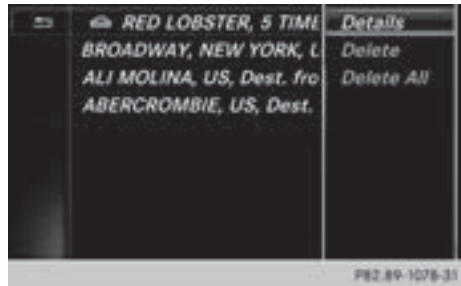 RED LOBSTER, 5 TIME
BROADWAY, NEW YORK, U
ALI MOLINA, US, Dest. fro
ABERCROMBIE, US, Dest.
Details
Delete
Delete All
P82.89-1078-31